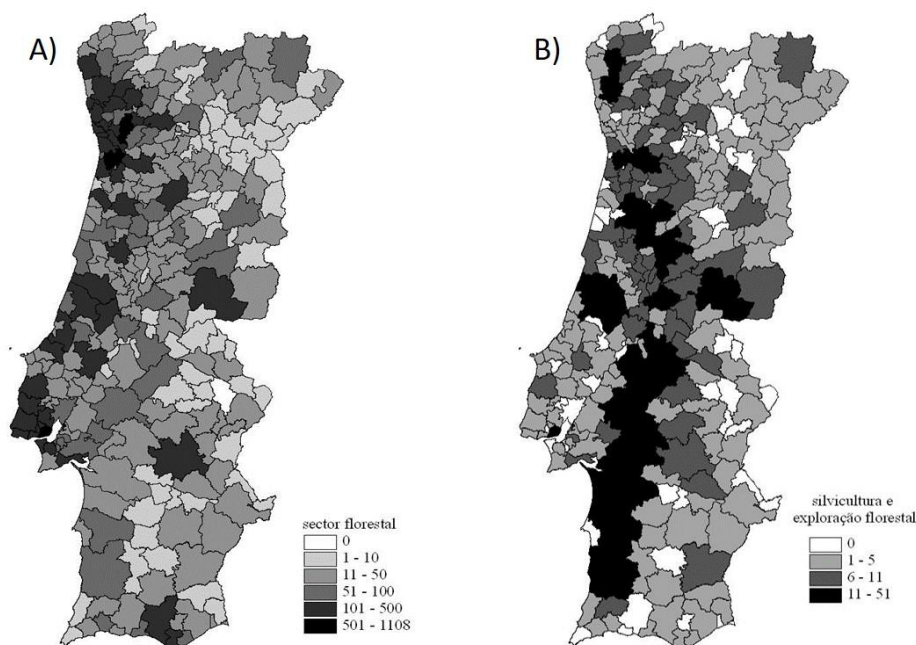 A)
sector florestal
0
1 - 10
11 - 50
51 - 100
101 - 500
501 - 1108
B)
silvicultura e
exploração florestal
0
1 - 5
6 - 11
11 - 51